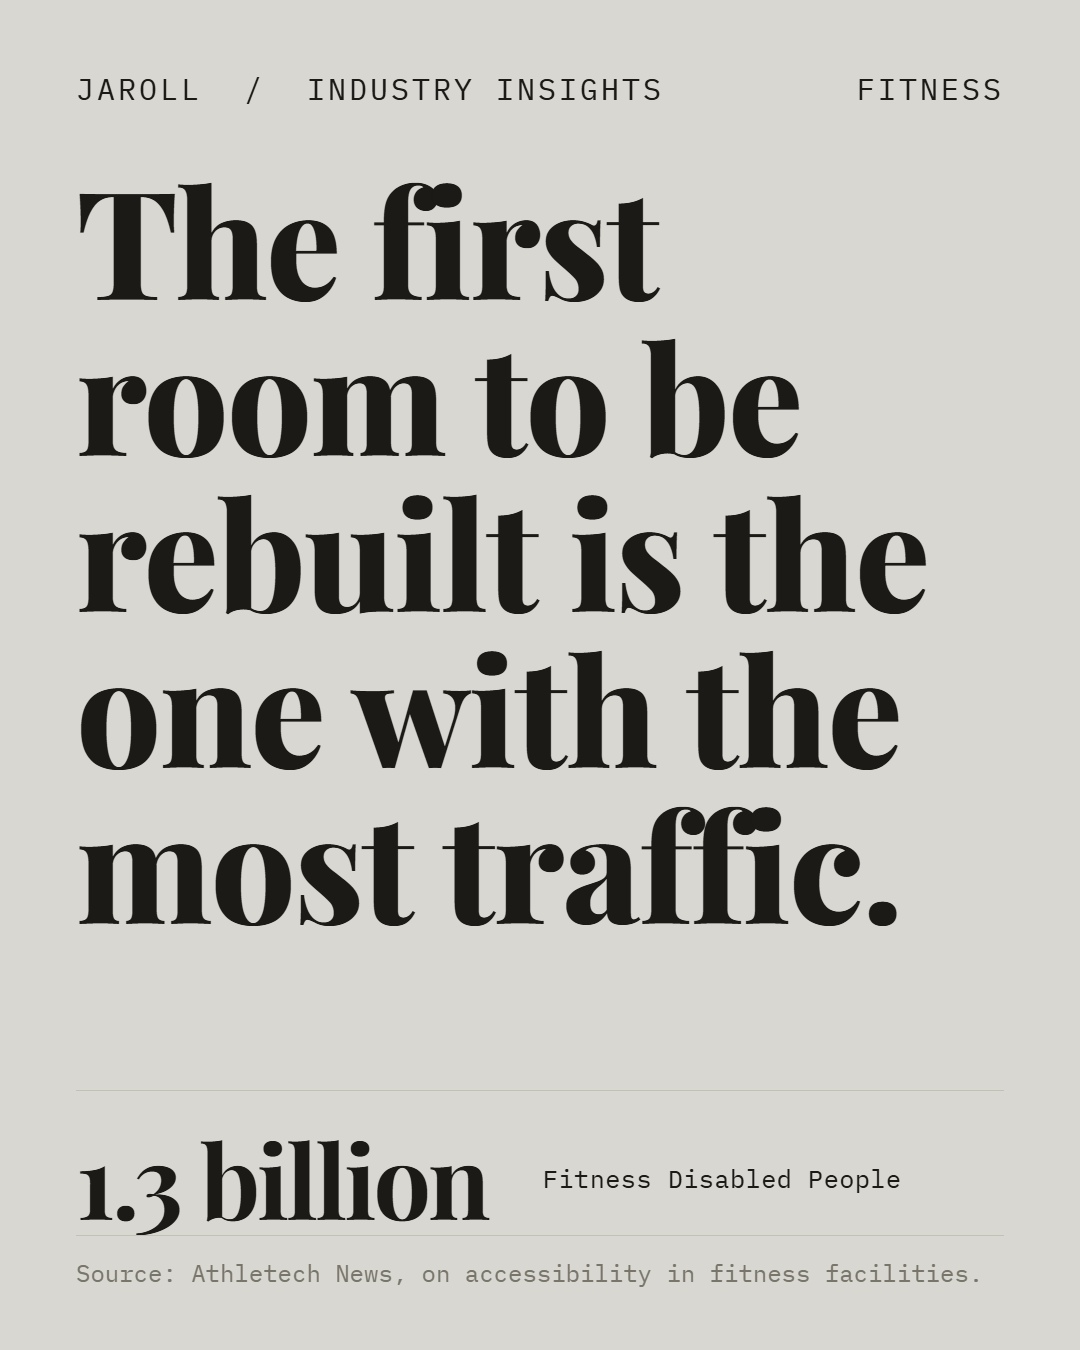 JAROLL / INDUSTRY INSIGHTS FITNESS
The first
room to be
rebuilt is the
one with the
most traffic.
1.3 billion Fitness Disabled People
Source: Athletech News, on accessibility in fitness facilities.